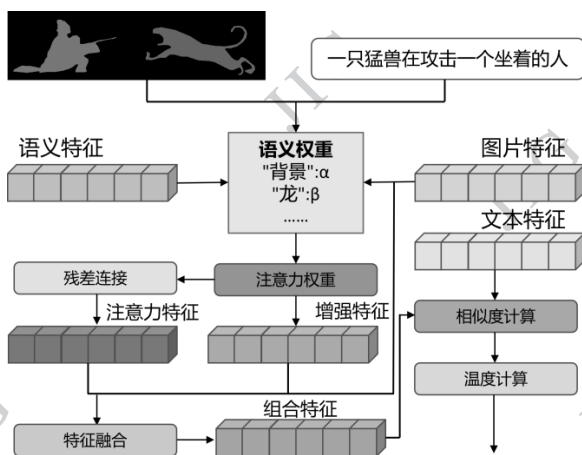 一只猛兽在攻击一个坐着的人
语义特征
语义权重
"背景":α
"龙":β
......
图片特征
文本特征
残差连接
注意力权重
注意力特征
增强特征
相似度计算
温度计算
组合特征
特征融合